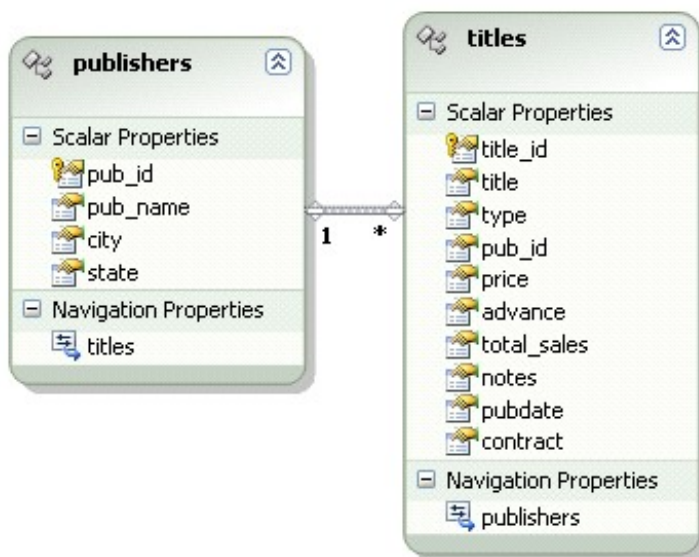 publishers
Scalar Properties
pub_id
pub_name
city
state
Navigation Properties
titles
1 *
titles
Scalar Properties
title_id
title
type
pub_id
price
advance
total_sales
notes
pubdate
contract
Navigation Properties
publishers